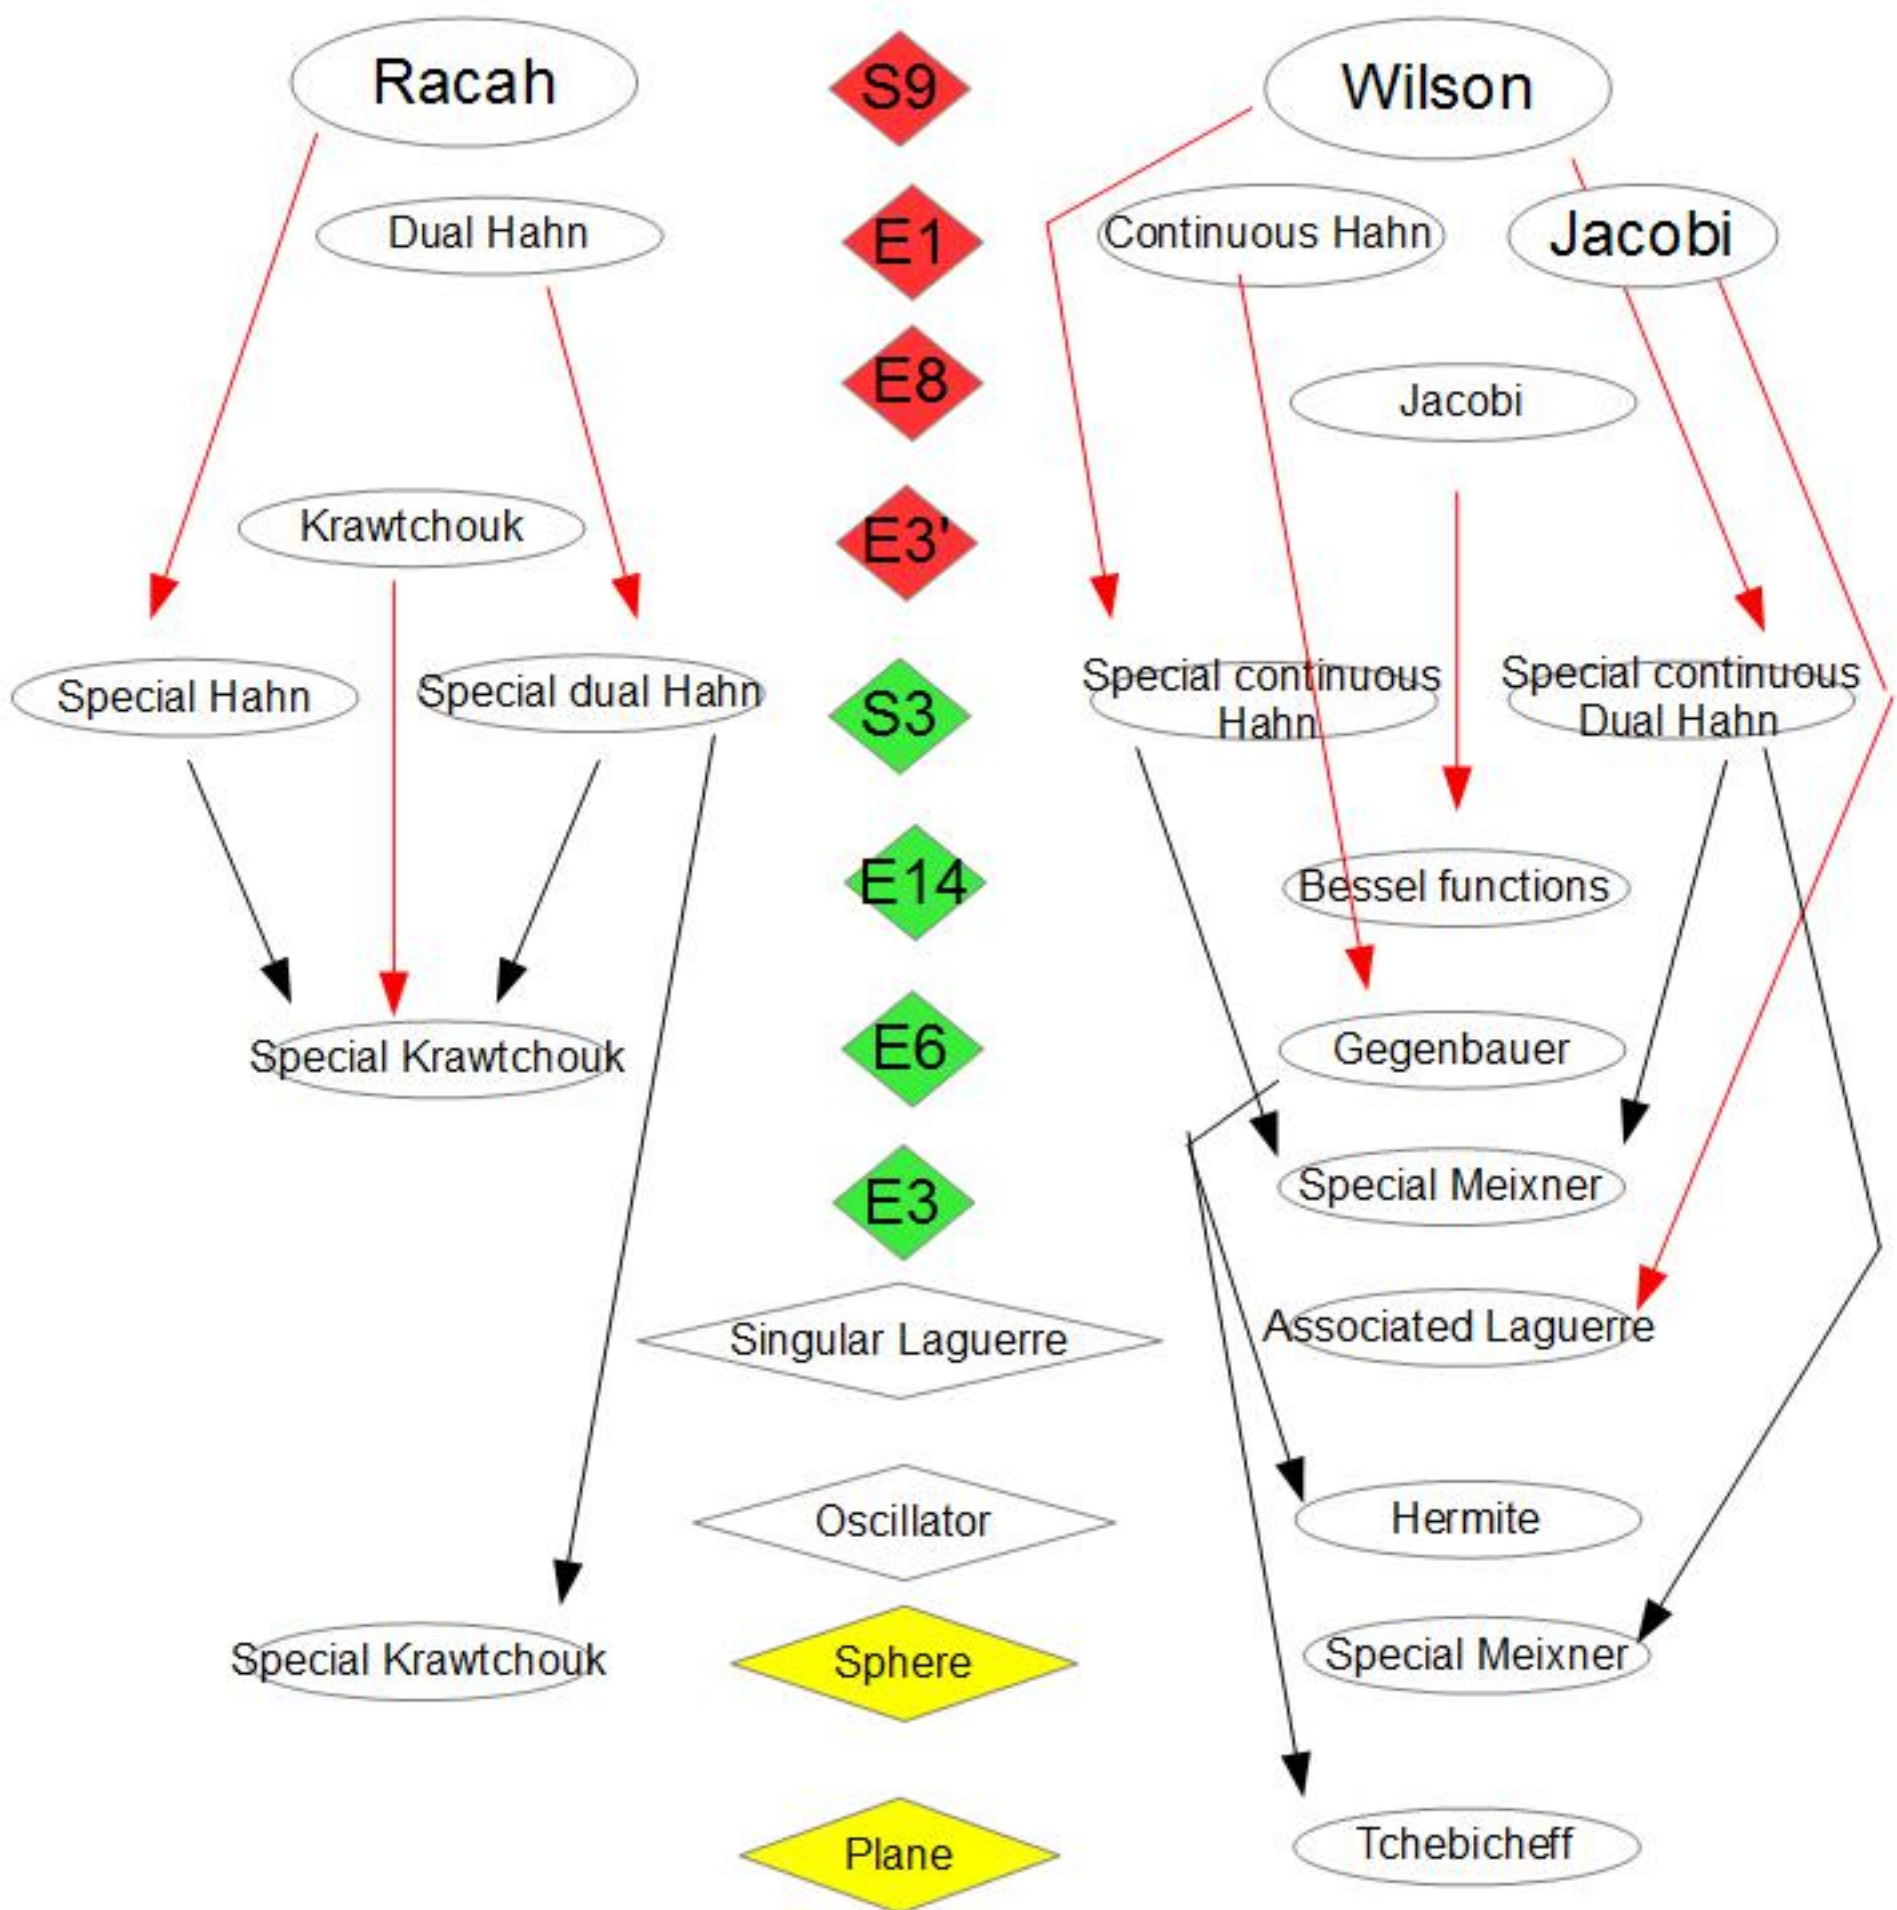 Racah
S9
Wilson
Dual Hahn
E1
Continuous Hahn
Jacobi
E8
Jacobi
Krawtchouk
E3'
Special Hahn
Special dual Hahn
S3
Special continuous
Hahn
Special continuous
Dual Hahn
E14
Bessel functions
Special Krawtchouk
E6
Gegenbauer
E3
Special Meixner
Singular Laguerre
Associated Laguerre
Oscillator
Hermite
Special Krawtchouk
Sphere
Special Meixner
Plane
Tchebicheff